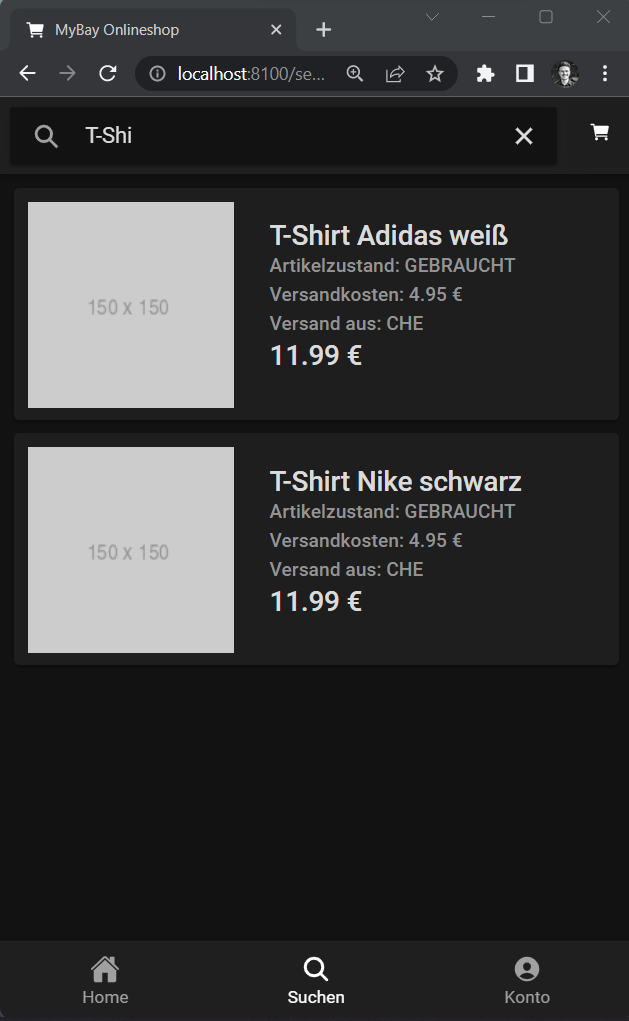 MyBay Onlineshop
localhost:8100/se...
T-Shi
150 x 150
T-Shirt Adidas weiß
Artikelzustand: GEBRAUCHT
Versandkosten: 4.95 €
Versand aus: CHE
11.99 €
150 x 150
T-Shirt Nike schwarz
Artikelzustand: GEBRAUCHT
Versandkosten: 4.95 €
Versand aus: CHE
11.99 €
Home
Suchen
Konto